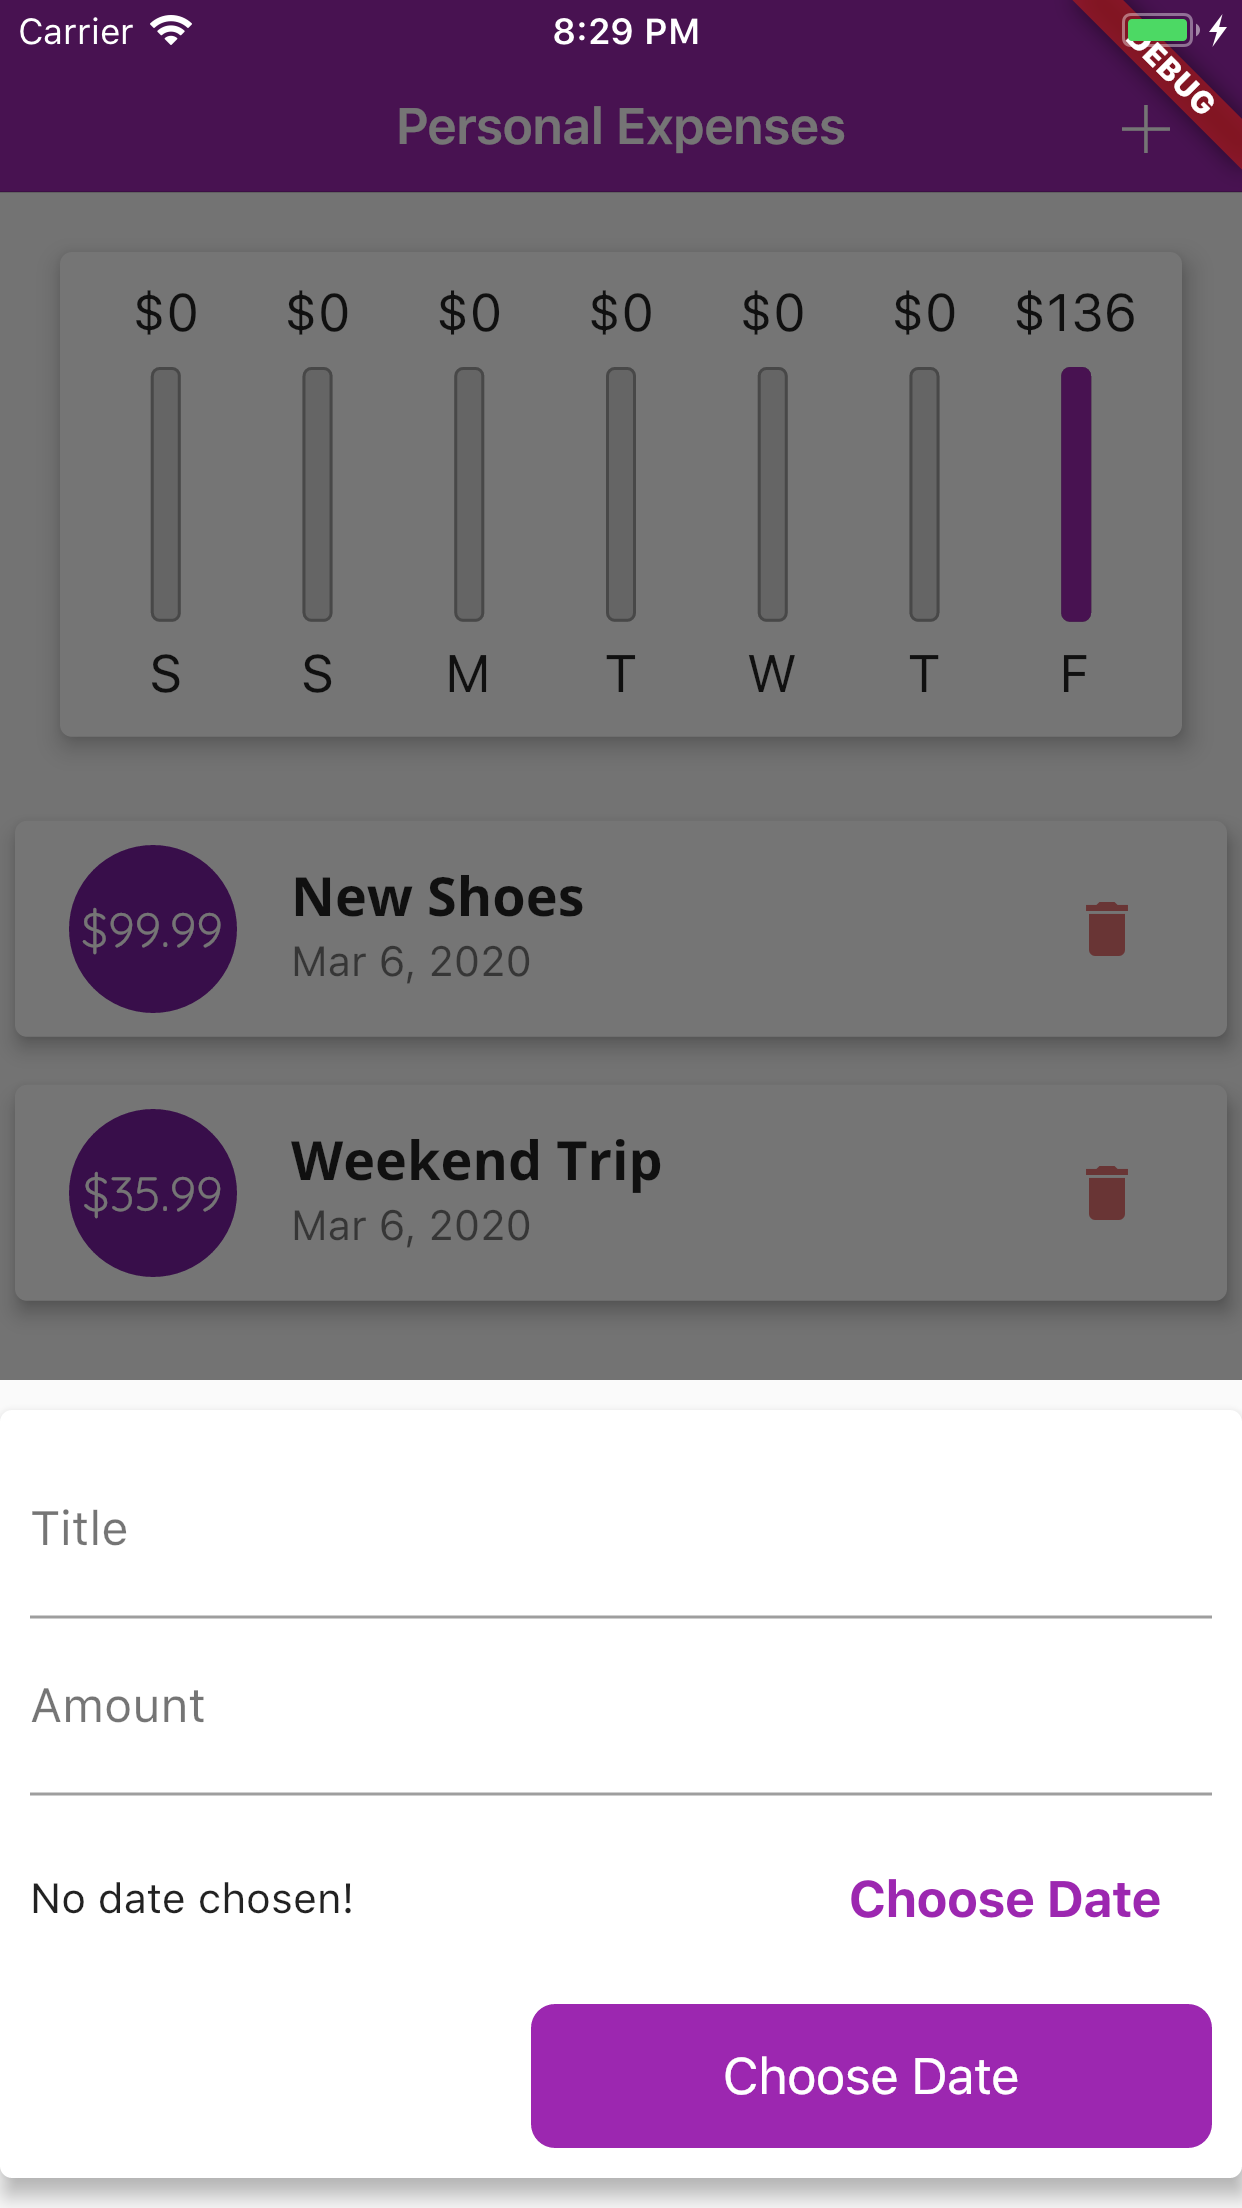 Carrier 8:29 PM
DEBUG
Personal Expenses
$0 $0 $0 $0 $0 $0 $136
S S M T W T F
$99.99
New Shoes
Mar 6, 2020
$35.99
Weekend Trip
Mar 6, 2020
Title
Amount
No date chosen! Choose Date
Choose Date